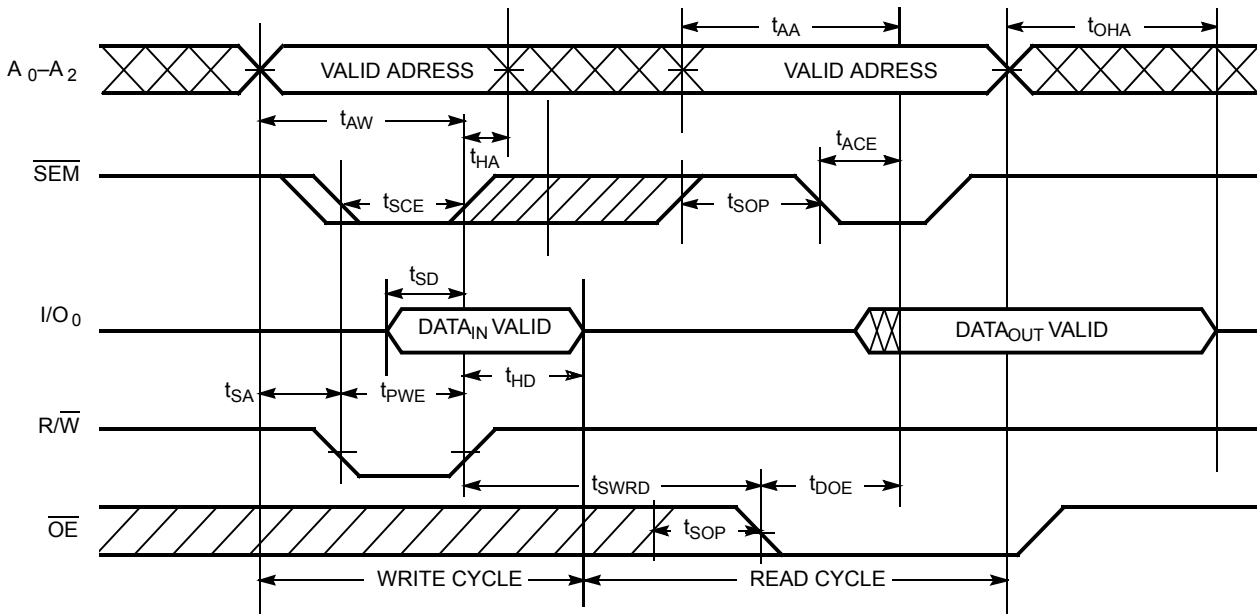 tAA
tOHA
A0–A2
VALID ADRESS
VALID ADRESS
tAW
tHA
tACE
SEM
tSCE
tSOP
tSD
I/O0
DATAIN VALID
DATAOUT VALID
tSA
tPWE
tHD
R/W
tSWRD
tDOE
OE
tSOP
WRITE CYCLE
READ CYCLE